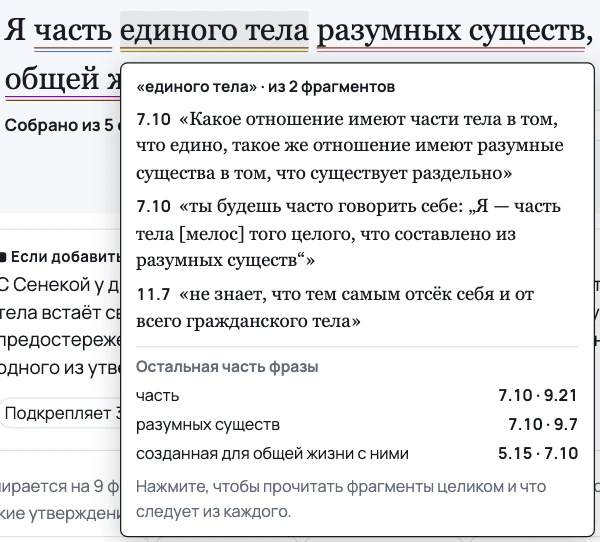 Я часть единого тела разумных существ,
общей
«единого тела» · из 2 фрагментов
7.10 «Какое отношение имеют части тела в том,
что едино, такое же отношение имеют разумные
существа в том, что существует раздельно»
7.10 «ты будешь часто говорить себе: „Я — часть
тела [мелос] того целого, что составлено из
разумных существ“»
11.7 «не знает, что тем самым отсёк себя и от
всего гражданского тела»
Остальная часть фразы
часть 7.10 · 9.21
разумных существ 7.10 · 9.7
созданная для общей жизни с ними 5.15 · 7.10
Нажмите, чтобы прочитать фрагменты целиком и что
следует из каждого.
Собрано из 5
Если добавить
С Сенекой у
тела встаёт
одного из
Подкрепляет
на 9